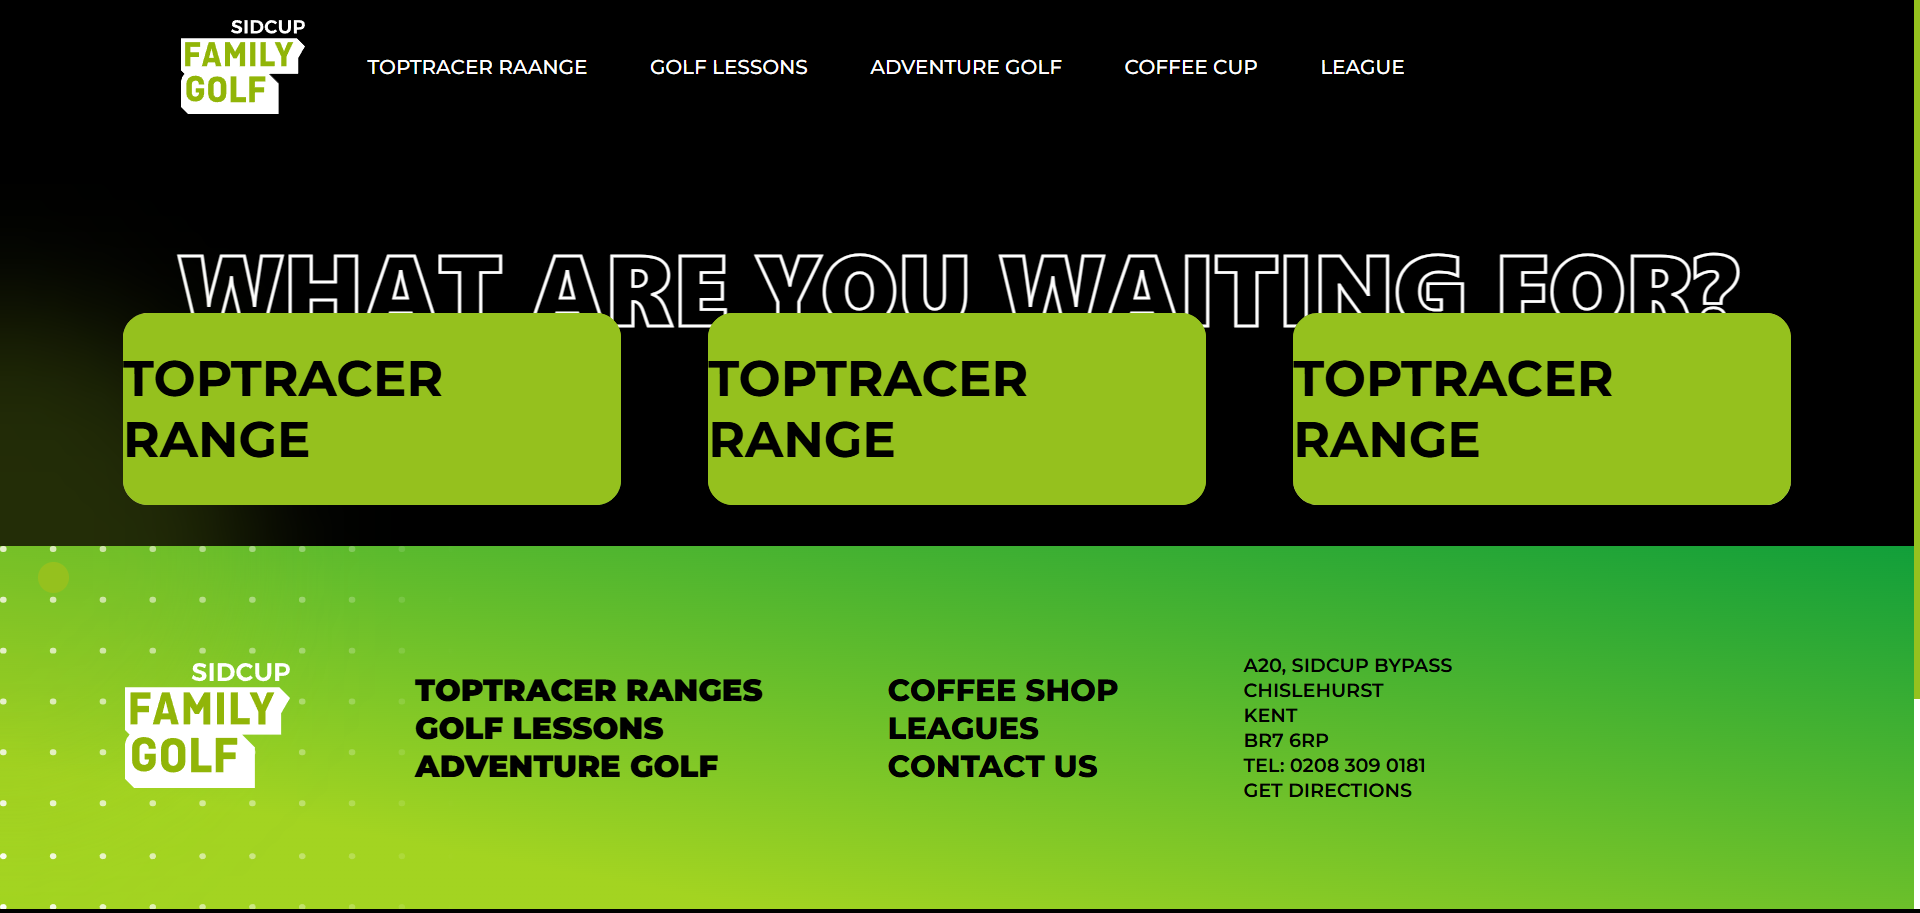 SIDCUP
FAMILY
GOLF
TOPTRACER RAANGE GOLF LESSONS ADVENTURE GOLF COFFEE CUP LEAGUE
WHAT ARE YOU WAITING FOR?
TOPTRACER
RANGE
TOPTRACER
RANGE
TOPTRACER
RANGE
SIDCUP
FAMILY
GOLF
TOPTRACER RANGES
GOLF LESSONS
ADVENTURE GOLF
COFFEE SHOP
LEAGUES
CONTACT US
A20, SIDCUP BYPASS
CHISLEHURST
KENT
BR7 6RP
TEL: 0208 309 0181
GET DIRECTIONS